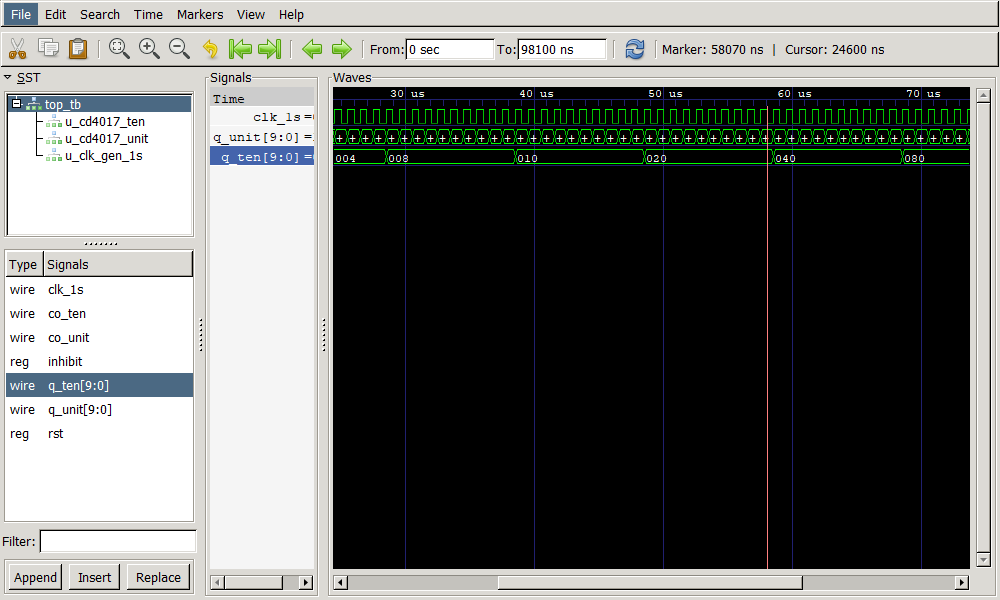 File Edit Search Time Markers View Help
From: 0 sec To: 98100 ns Marker: 58070 ns | Cursor: 24600 ns
SST
top_tb
u_cd4017_ten
u_cd4017_unit
u_clk_gen_1s
Type Signals
wire clk_1s
wire co_ten
wire co_unit
reg inhibit
wire q_ten[9:0]
wire q_unit[9:0]
reg rst
Filter:
Append Insert Replace
Signals
Time
clk_1s =
q_unit[9:0] =
q_ten[9:0] =
Waves
30 us 40 us 50 us 60 us 70 us
004 008 010 020 040 080